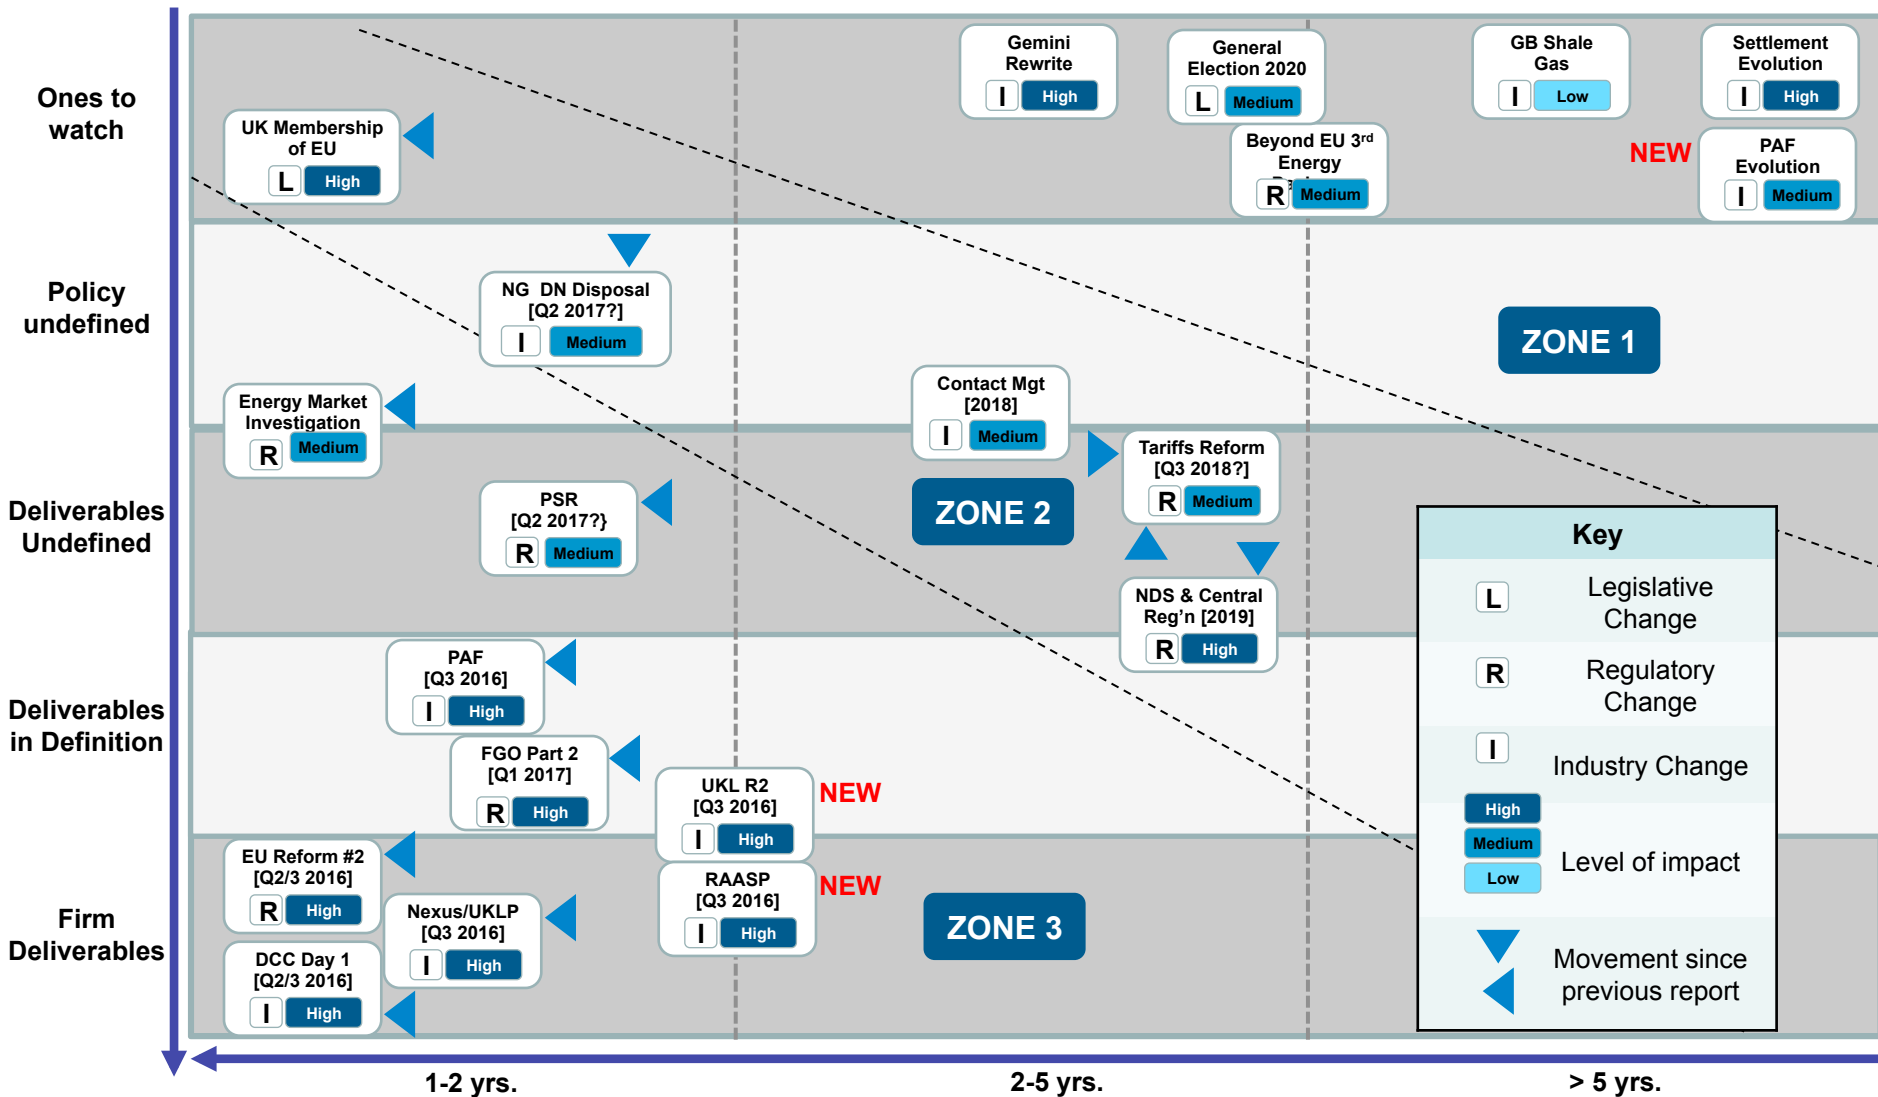 Ones to
watch
UK Membership
of EU
L
High
Gemini
Rewrite
I
High
General
Election 2020
L
Medium
Beyond EU 3rd
Energy
R
Medium
GB Shale
Gas
I
Low
Settlement
Evolution
I
High
NEW
PAF
Evolution
I
Medium
Policy
undefined
NG DN Disposal
[Q2 2017?]
I
Medium
ZONE 1
Energy Market
Investigation
R
Medium
Contact Mgt
[2018]
I
Medium
Deliverables
Undefined
PSR
[Q2 2017?}
R
Medium
ZONE 2
Tariffs Reform
[Q3 2018?]
R
Medium
NDS & Central
Reg'n [2019]
R
High
Deliverables
in Definition
PAF
[Q3 2016]
I
High
FGO Part 2
[Q1 2017]
R
High
UKL R2
[Q3 2016]
I
High
NEW
Firm
Deliverables
EU Reform #2
[Q2/3 2016]
R
High
Nexus/UKLP
[Q3 2016]
I
High
RAASP
[Q3 2016]
I
High
NEW
DCC Day 1
[Q2/3 2016]
I
High
ZONE 3
Key
L
Legislative
Change
R
Regulatory
Change
I
Industry Change
High
Medium
Low
Level of impact
Movement since
previous report
1-2 yrs.
2-5 yrs.
> 5 yrs.